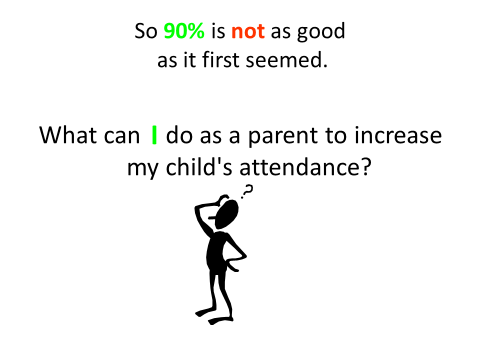 So 90% is not as good
as it first seemed.
What can I do as a parent to increase
my child's attendance?
?